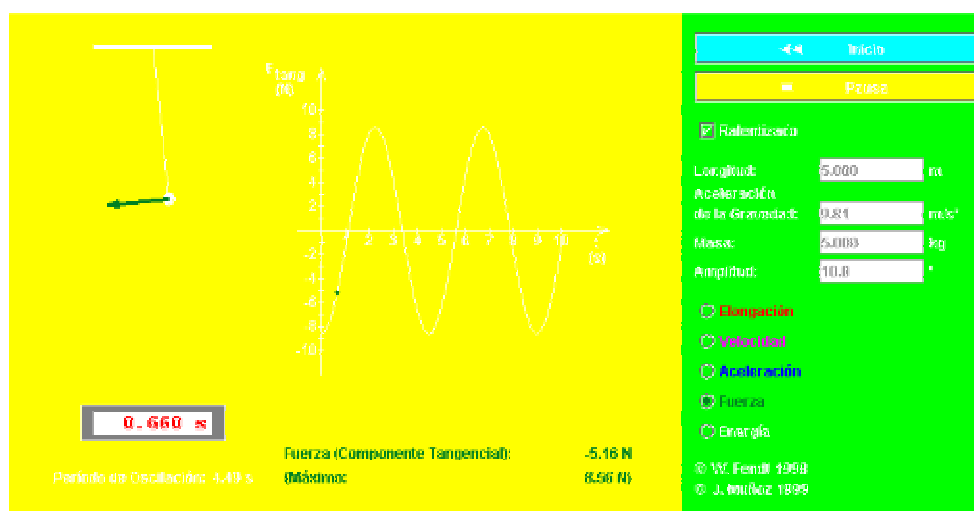 F tang
(N)
10
8
6
4
2
-2
-4
-6
-8
-10
1 2 3 4 5 6 7 8 9 10
t
(s)
0.660 s
Período de Oscilación: 4.49 s
Fuerza (Componente Tangencial): -5.16 N
(Máximo: 8.56 N)
Inicio
Pausa
Ralentizado
Longitud: 5.000 m
Aceleración
de la Gravedad: 9.81 m/s²
Masa: 5.000 kg
Amplitud: 10.0 °
Elongación
Velocidad
Aceleración
Fuerza
Energía
© W. Fendt 1998
© J. Muñoz 1999